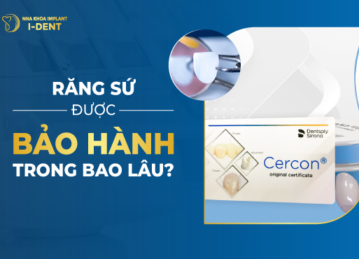 NHA KHOA IMPLANT
I-DENT
RĂNG SỨ
ĐƯỢC
BẢO HÀNH
TRONG BAO LÂU?
Dentsply
Sirona
Cercon®
original certificate